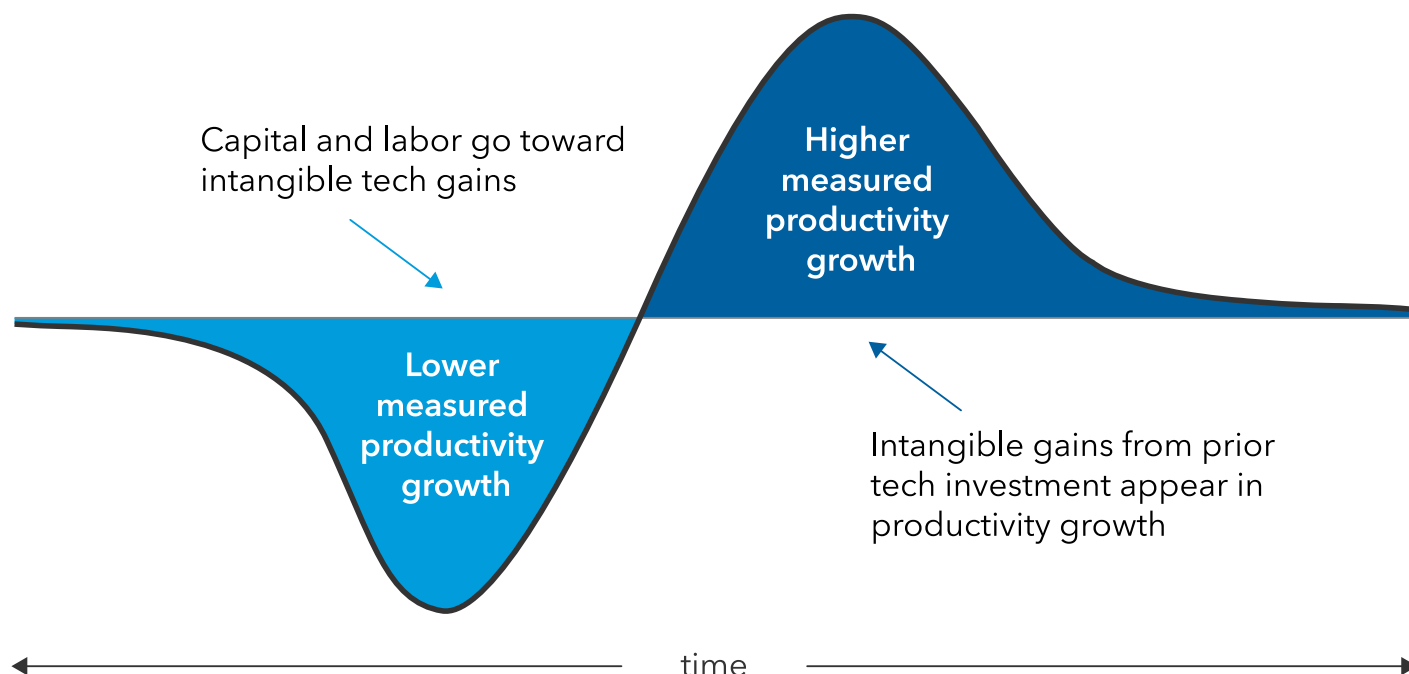 Capital and labor go toward
intangible tech gains
Higher
measured
productivity
growth
Lower
measured
productivity
growth
Intangible gains from prior
tech investment appear in
productivity growth
time